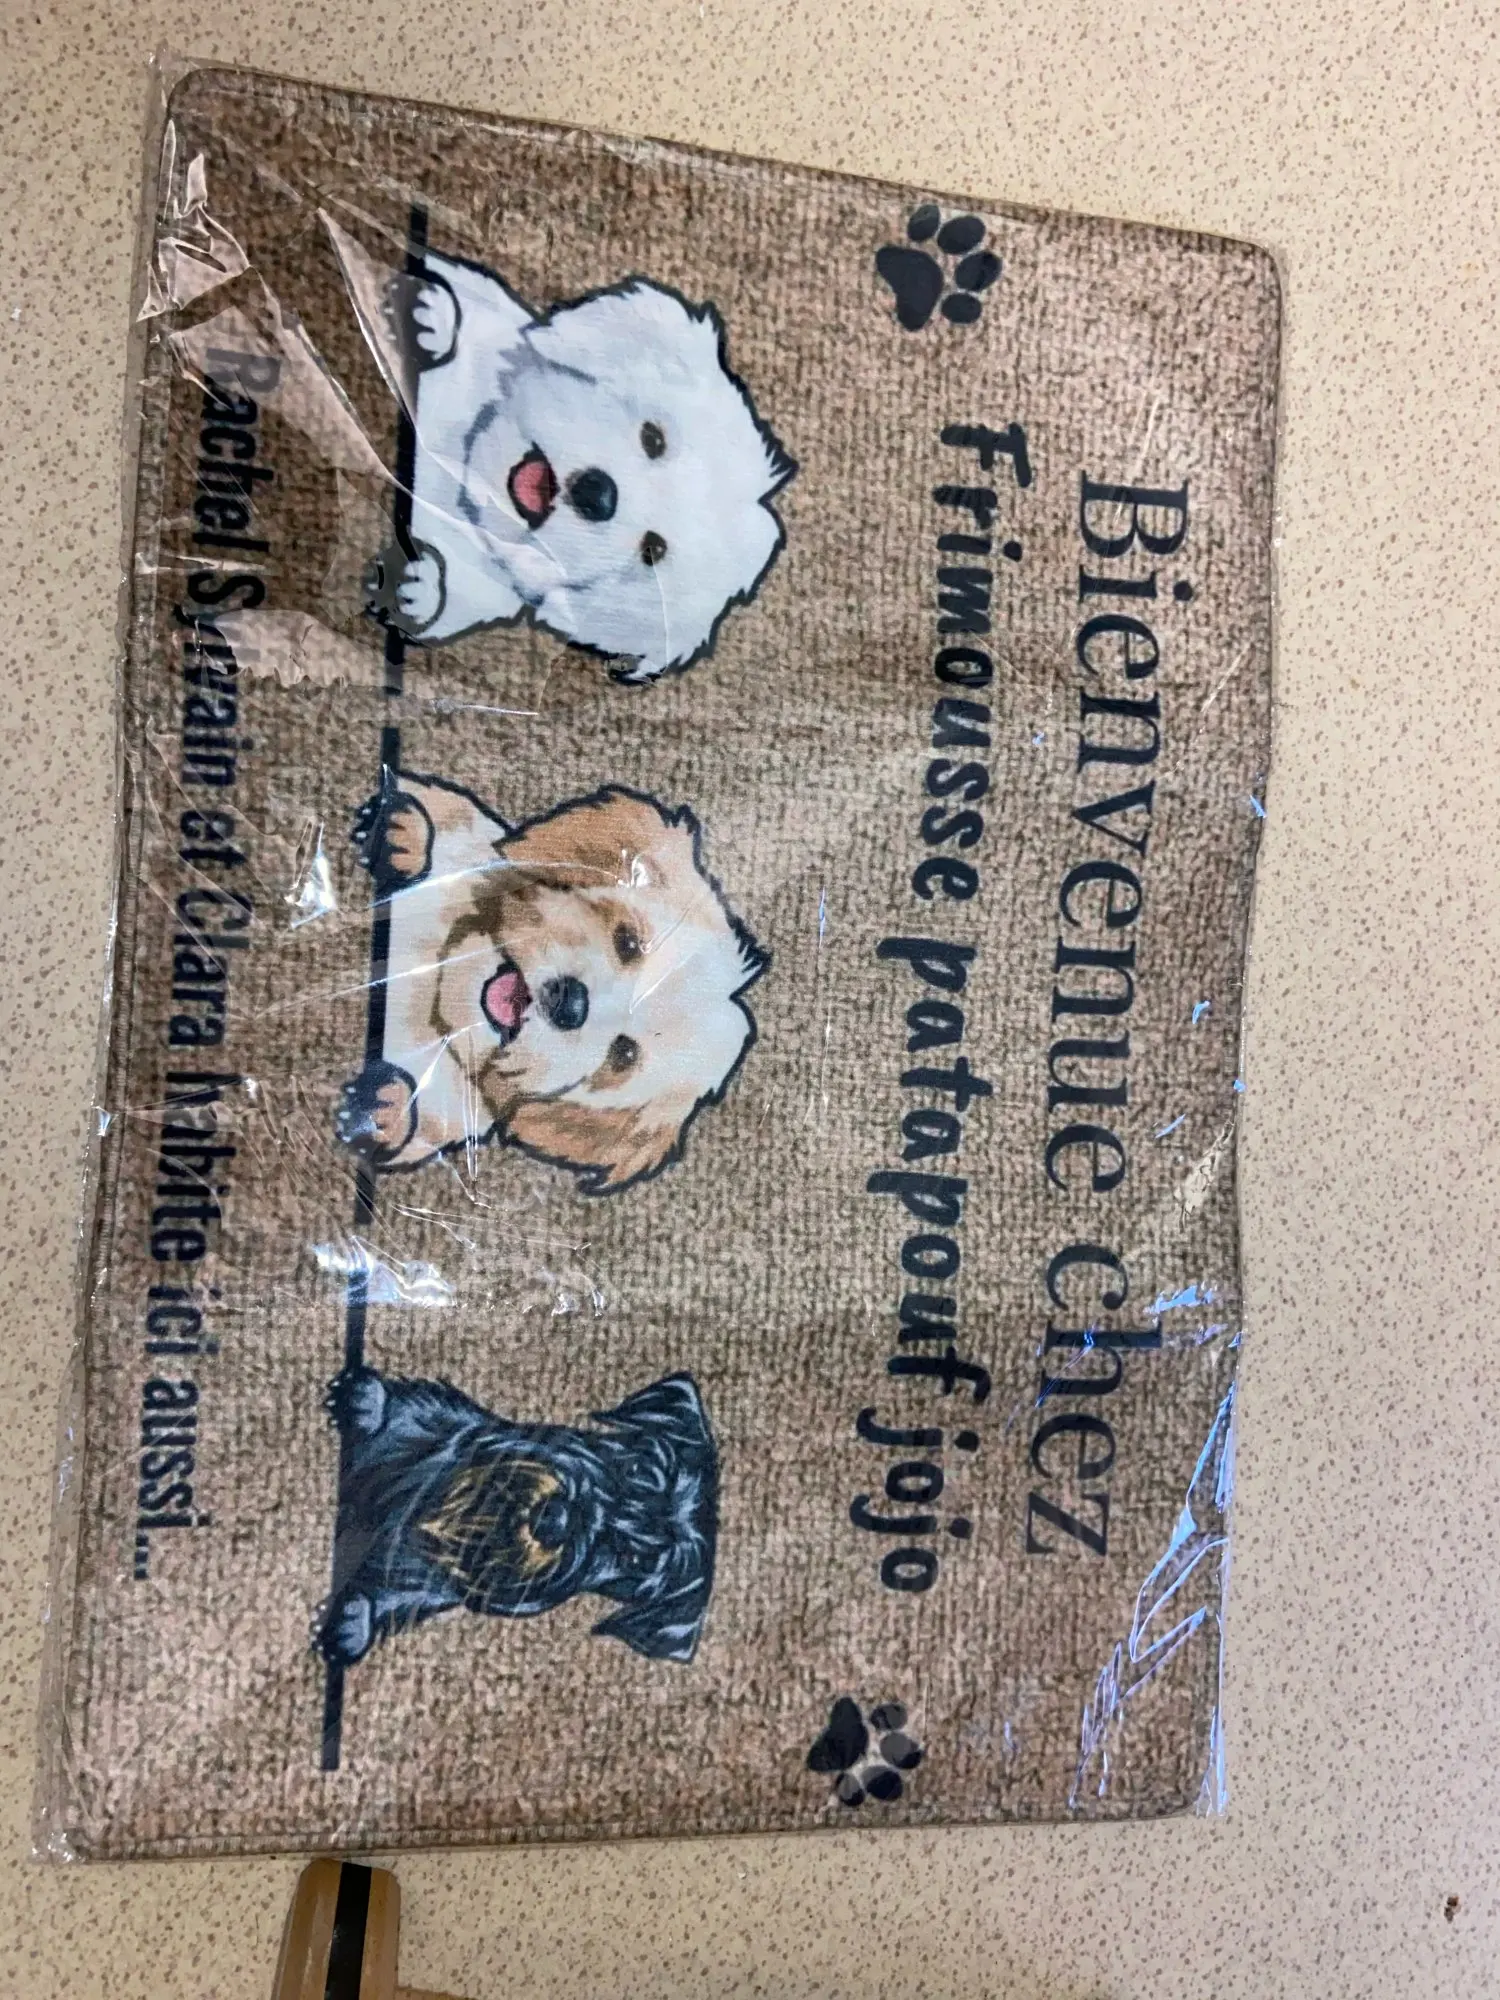 Bienvenue chez
Frimousse patapouf jojo
Rachel Sylvain et Clara habite ici aussi...